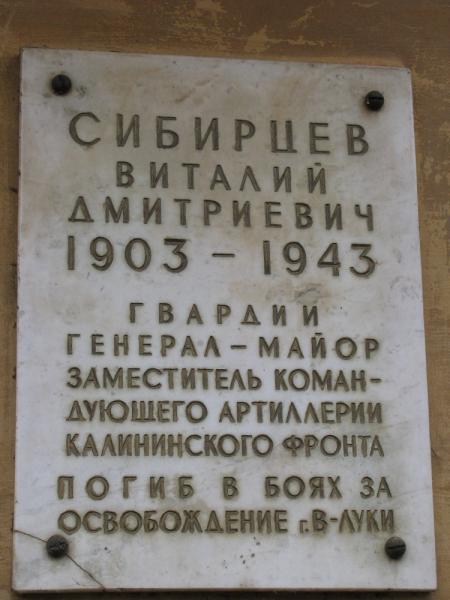 СИБИРЦЕВ
ВИТАЛИЙ
ДМИТРИЕВИЧ
1903 – 1943
ГВАРДИИ
ГЕНЕРАЛ – МАЙОР
ЗАМЕСТИТЕЛЬ КОМАН-
ДУЮЩЕГО АРТИЛЛЕРИИ
КАЛИНИНСКОГО ФРОНТА
ПОГИБ В БОЯХ ЗА
ОСВОБОЖДЕНИЕ г. В-ЛУКИ